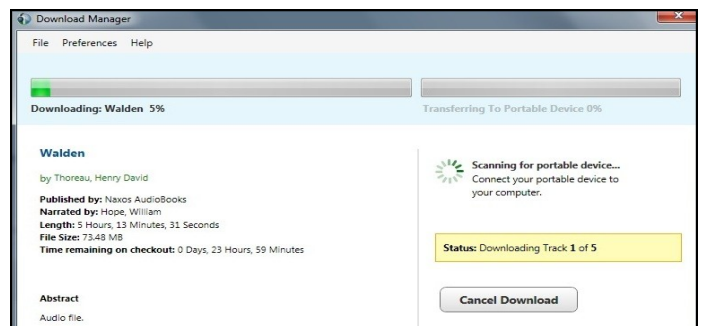 Download Manager
File Preferences Help
Downloading: Walden 5%
Transferring To Portable Device 0%
Walden
by Thoreau, Henry David
Published by: Naxos AudioBooks
Narrated by: Hope, William
Length: 5 Hours, 13 Minutes, 31 Seconds
File Size: 73.48 MB
Time remaining on checkout: 0 Days, 23 Hours, 59 Minutes
Abstract
Audio file.
Scanning for portable device...
Connect your portable device to
your computer.
Status: Downloading Track 1 of 5
Cancel Download